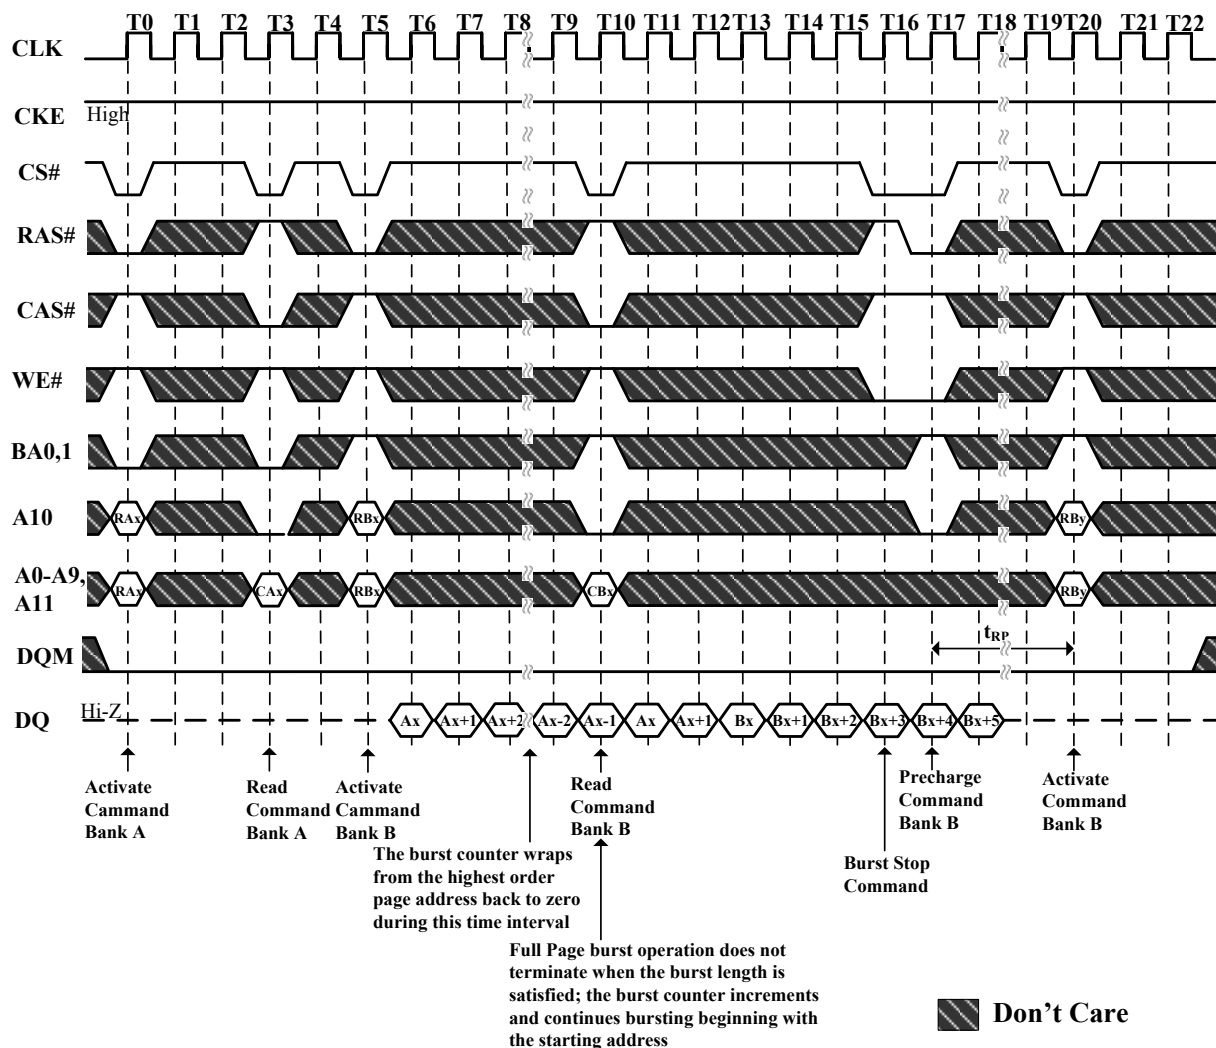 T0 T1 T2 T3 T4 T5 T6 T7 T8 T9 T10 T11 T12 T13 T14 T15 T16 T17 T18 T19 T20 T21 T22
CLK
CKE High
CS#
RAS#
CAS#
WE#
BA0,1
A10 RAx RBx RBy
A0-A9,
A11 RAx CAx RBx CBx RBy
tRP
DQM
DQ Hi-Z Ax Ax+1 Ax+2 Ax-2 Ax-1 Ax Ax+1 Bx Bx+1 Bx+2 Bx+3 Bx+4 Bx+5
Activate
Cammand
Bank A
Read
Command
Bank A
Activate
Cammand
Bank B
The burst counter wraps
from the highest order
page address back to zero
during this time interval
Read
Command
Bank B
Full Page burst operation does not
terminate when the burst length is
satisfied; the burst counter increments
and continues bursting beginning with
the starting address
Burst Stop
Command
Precharge
Command
Bank B
Activate
Command
Bank B
Don't Care